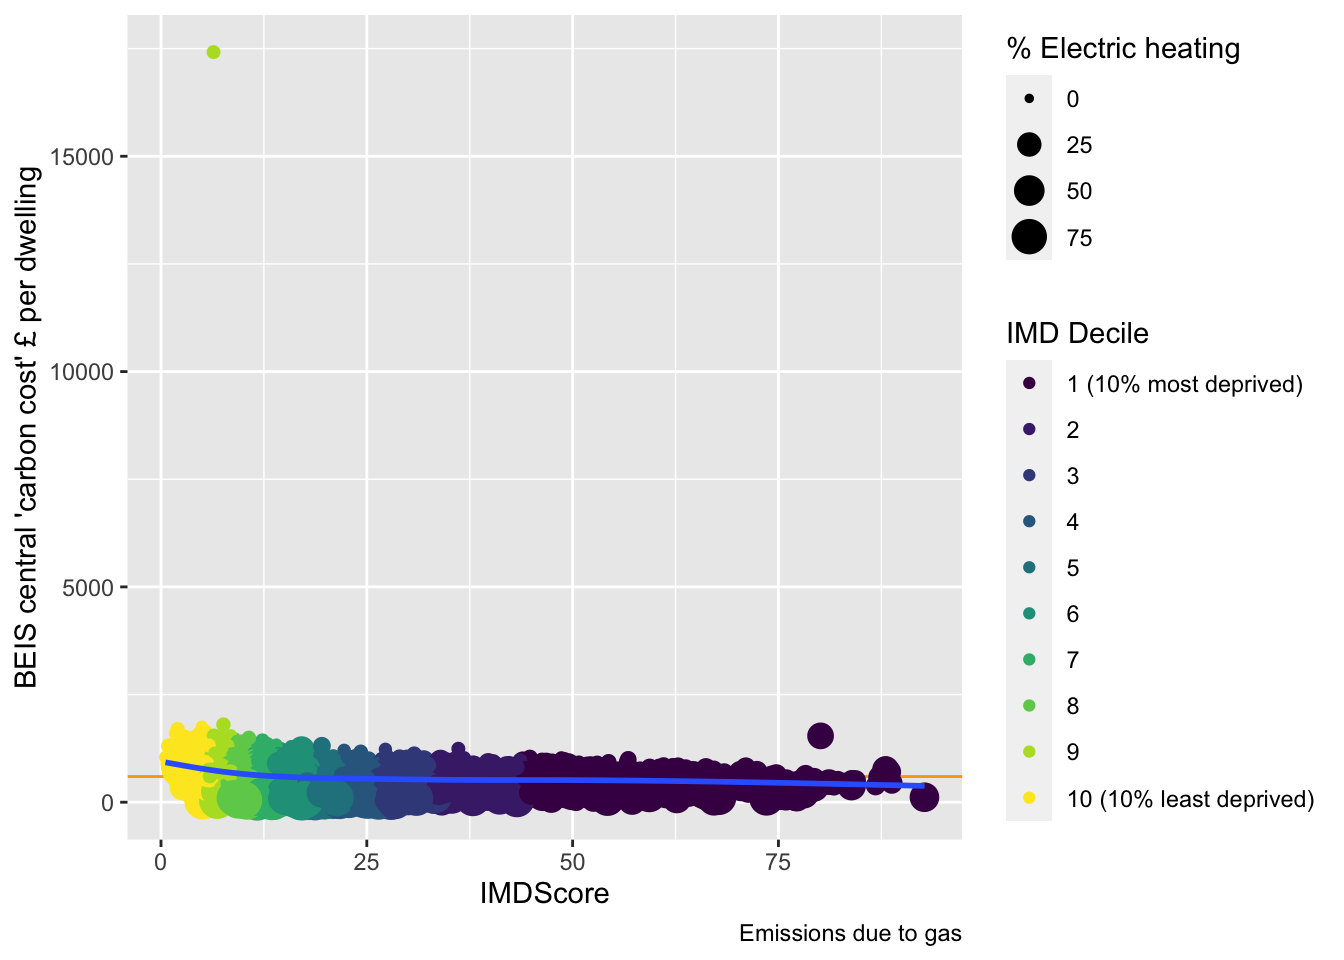 BEIS central 'carbon cost' £ per dwelling
15000
10000
5000
0
0
25
50
75
IMDScore
Emissions due to gas
% Electric heating
0
25
50
75
IMD Decile
1 (10% most deprived)
2
3
4
5
6
7
8
9
10 (10% least deprived)